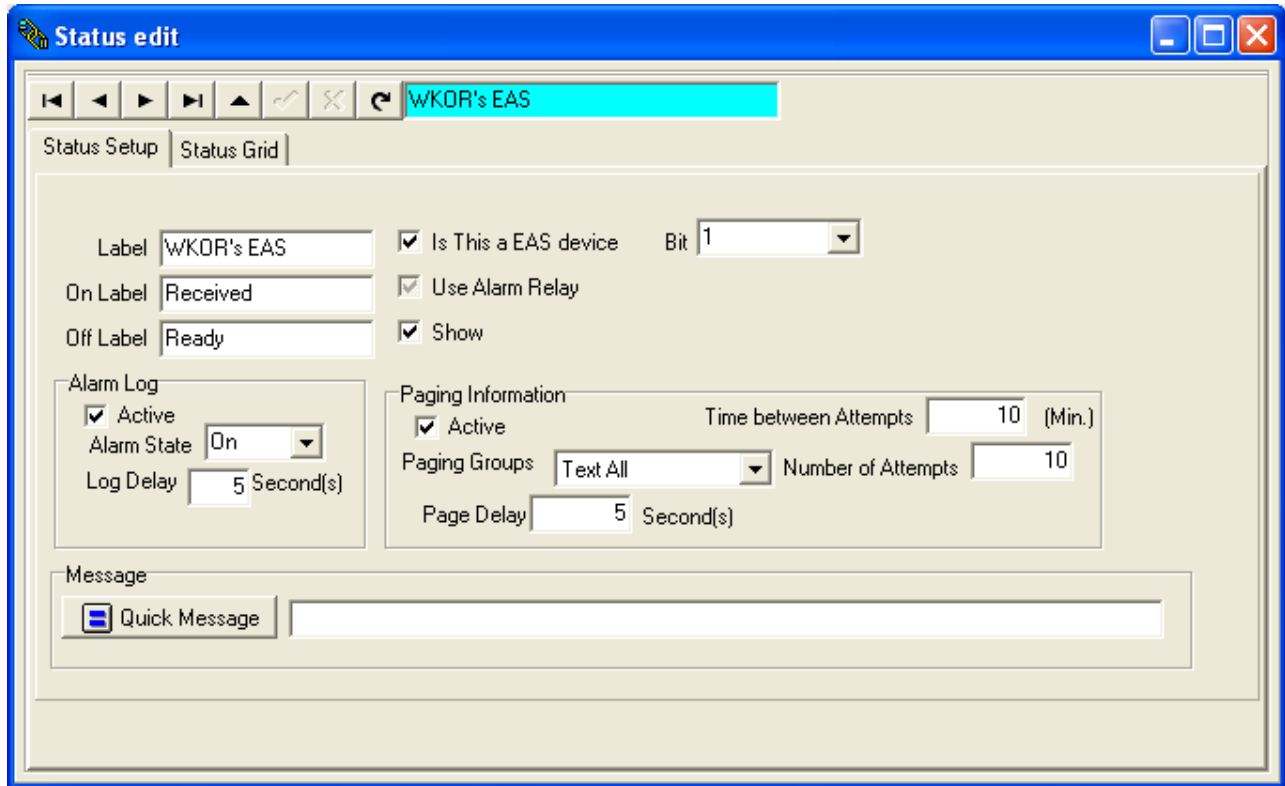 Status edit
WKOR's EAS
Status Setup Status Grid
Label WKOR's EAS Is This a EAS device Bit 1
On Label Received Use Alarm Relay
Off Label Ready Show
Alarm Log
Active
Alarm State On
Log Delay 5 Second(s)
Paging Information
Active Time between Attempts 10 (Min.)
Paging Groups Text All Number of Attempts 10
Page Delay 5 Second(s)
Message
Quick Message